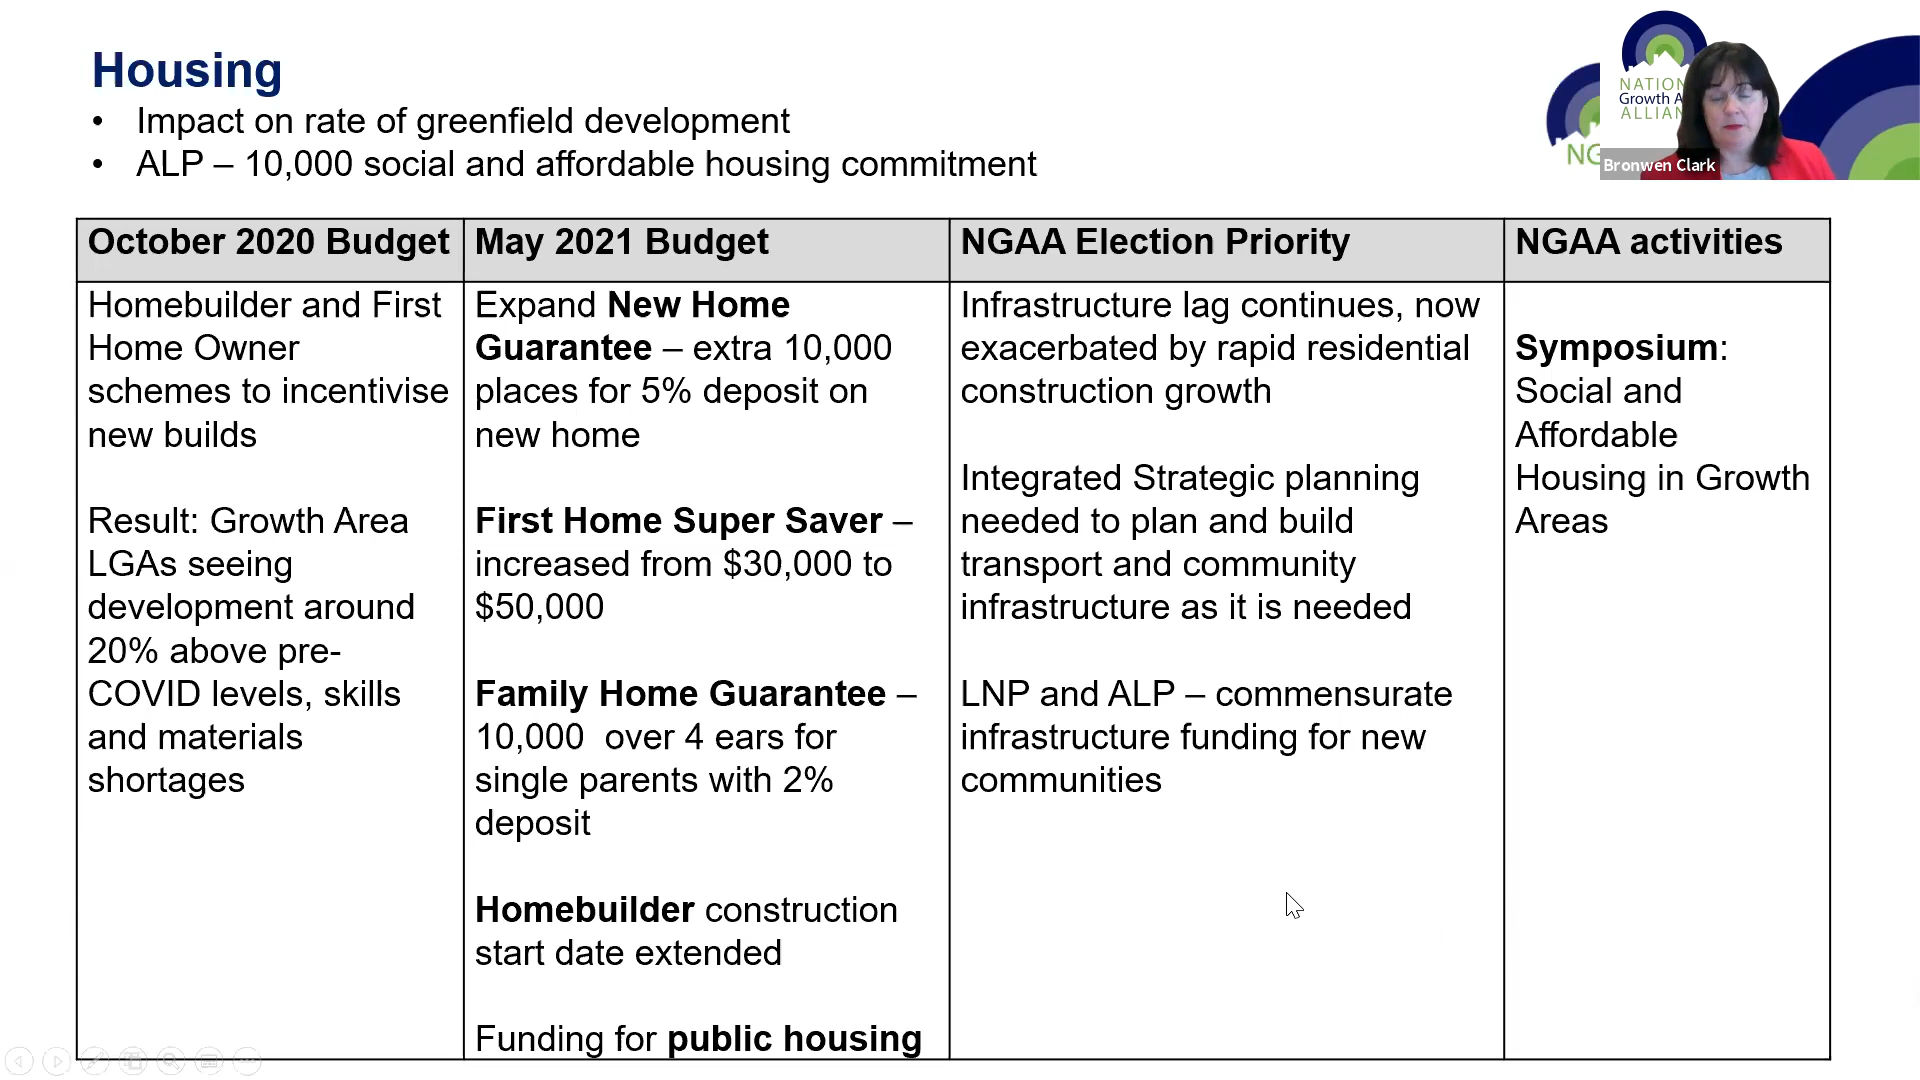 Housing
• Impact on rate of greenfield development
• ALP – 10,000 social and affordable housing commitment
NATION
Growth A
ALLIAN
NG
Bronwen Clark
October 2020 Budget
Homebuilder and First
Home Owner
schemes to incentivise
new builds
Result: Growth Area
LGAs seeing
development around
20% above pre-
COVID levels, skills
and materials
shortages
May 2021 Budget
Expand New Home
Guarantee – extra 10,000
places for 5% deposit on
new home
First Home Super Saver –
increased from $30,000 to
$50,000
Family Home Guarantee –
10,000  over 4 ears for
single parents with 2%
deposit
Homebuilder construction
start date extended
Funding for public housing
NGAA Election Priority
Infrastructure lag continues, now
exacerbated by rapid residential
construction growth
Integrated Strategic planning
needed to plan and build
transport and community
infrastructure as it is needed
LNP and ALP – commensurate
infrastructure funding for new
communities
NGAA activities
Symposium:
Social and
Affordable
Housing in Growth
Areas